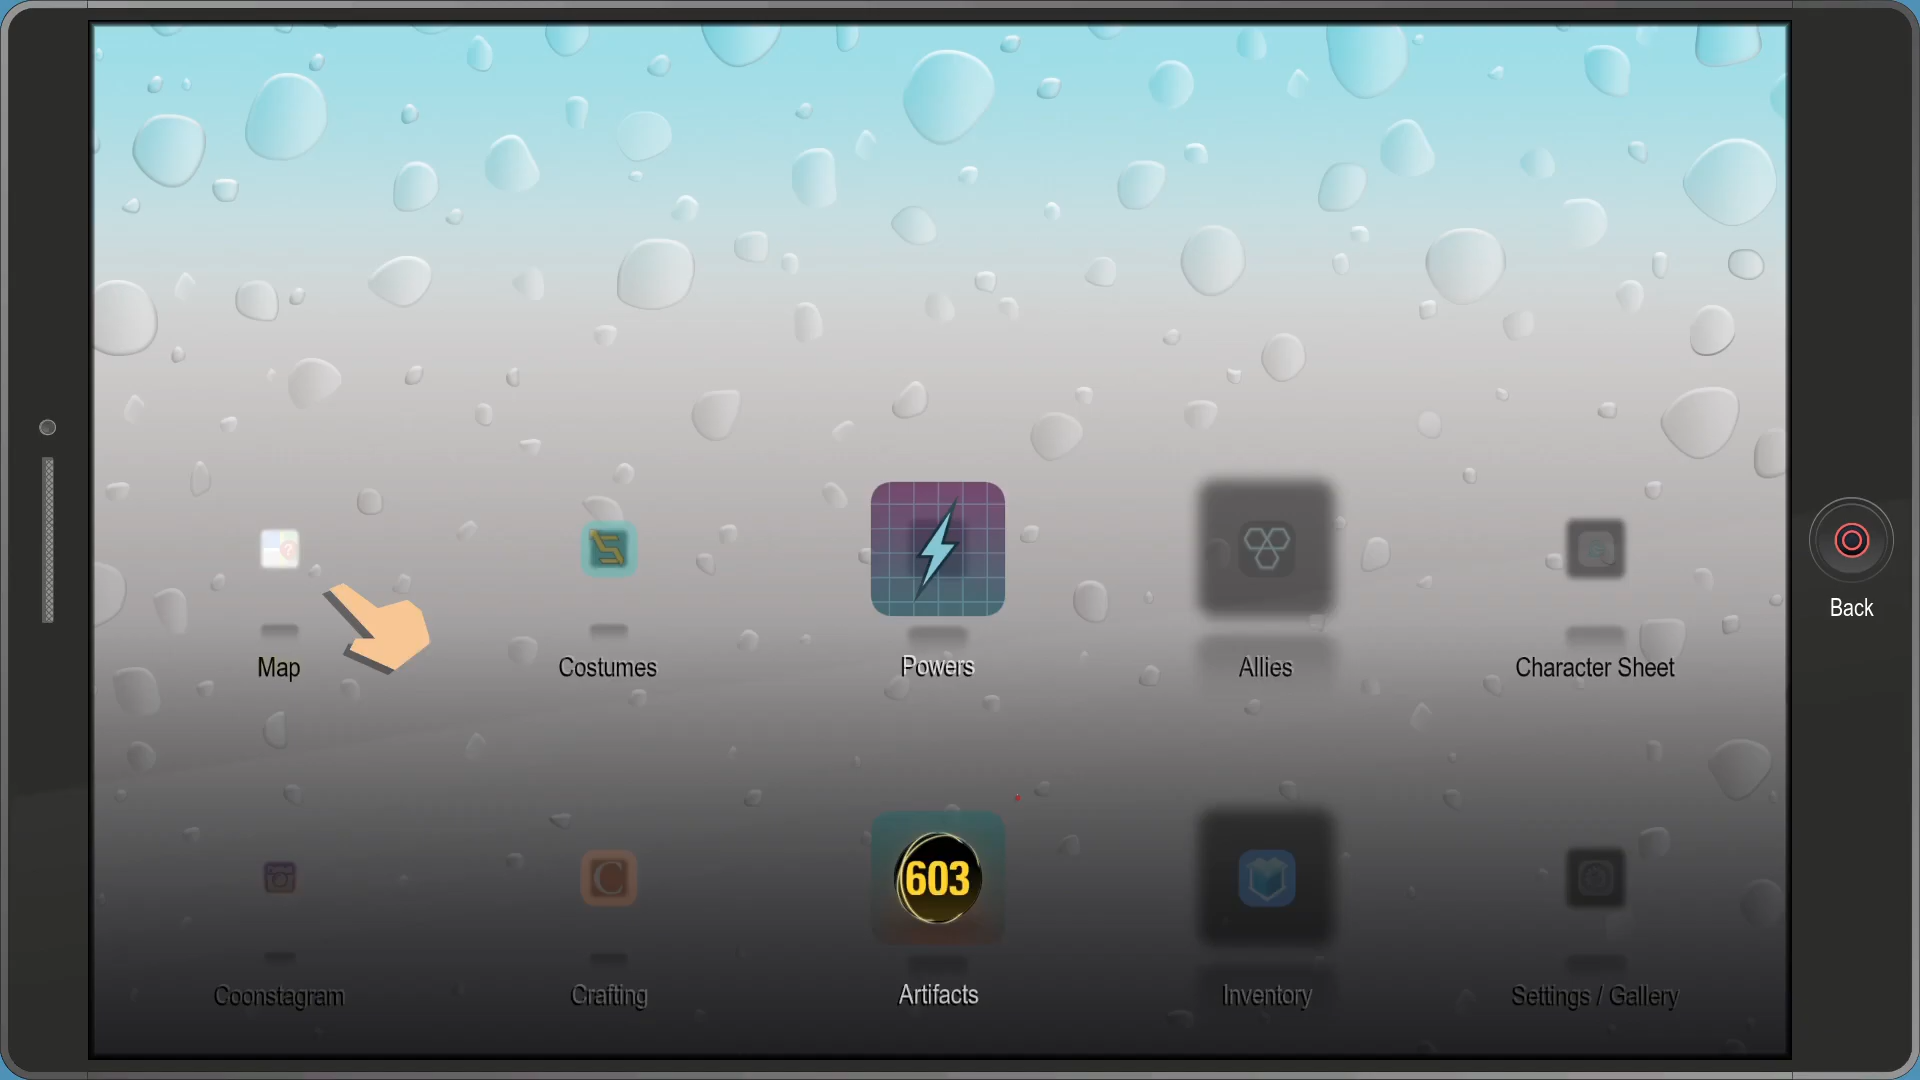 Back
Map
Costumes
Powers
Allies
Character Sheet
603
C
Coonstagram
Crafting
Artifacts
Inventory
Settings / Gallery